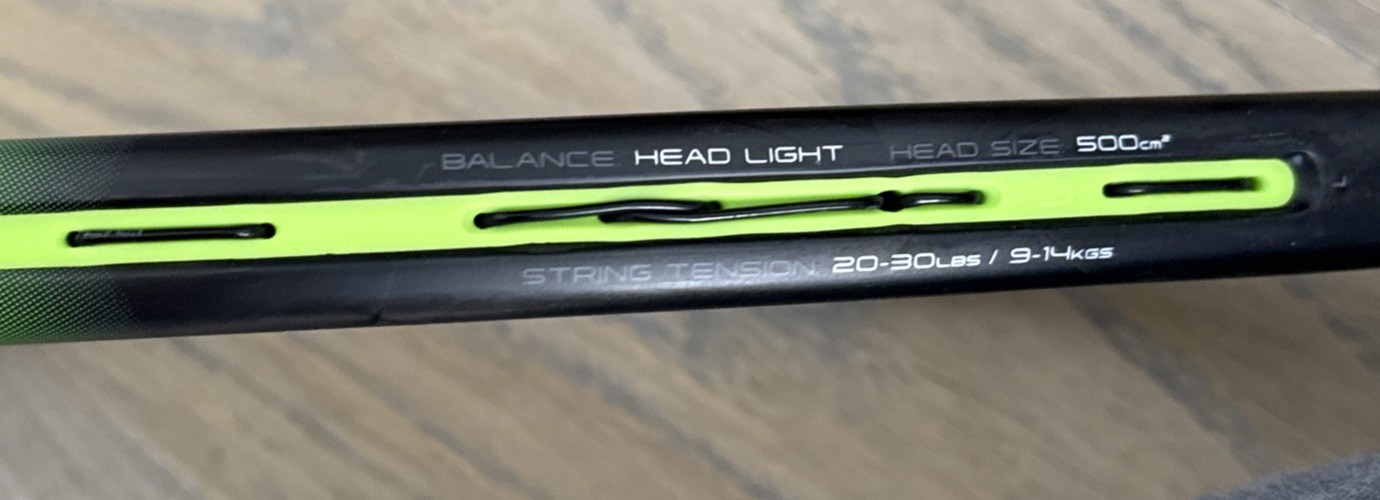 BALANCE: HEAD LIGHT HEAD SIZE: 500cm²
STRING TENSION: 20-30LBS / 9-14KGS
L